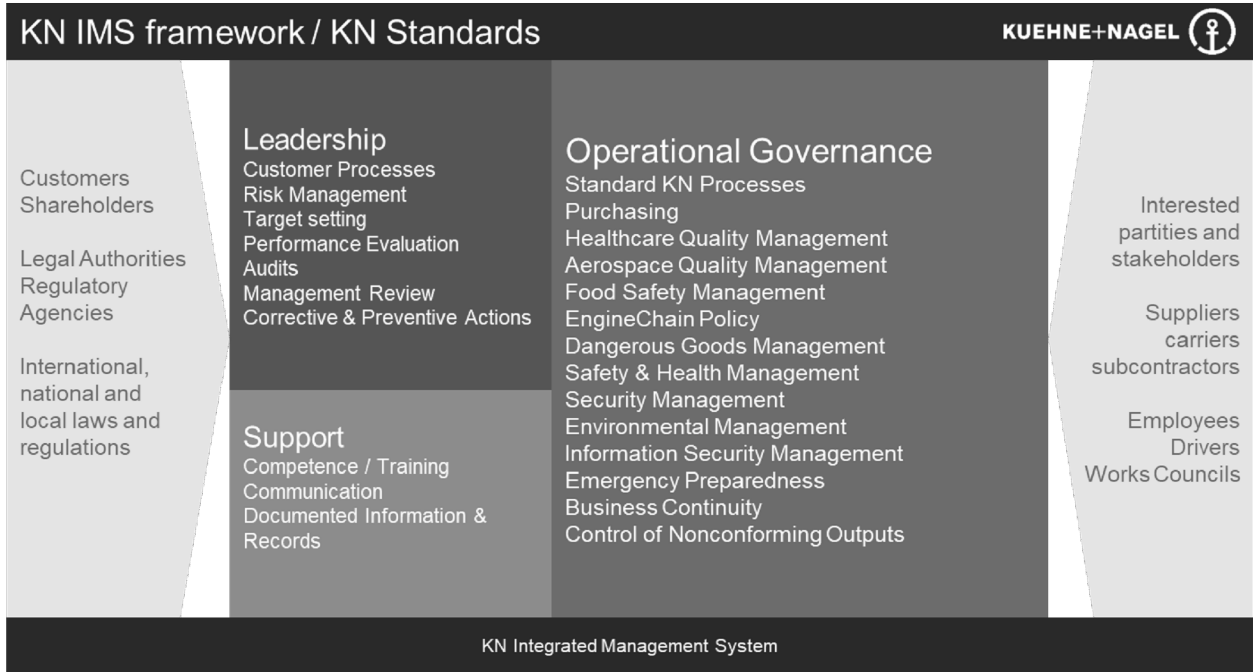 KN IMS framework / KN Standards
KUEHNE+NAGEL
Customers
Shareholders
Legal Authorities
Regulatory
Agencies
International,
national and
local laws and
regulations
Leadership
Customer Processes
Risk Management
Target setting
Performance Evaluation
Audits
Management Review
Corrective & Preventive Actions
Support
Competence / Training
Communication
Documented Information &
Records
Operational Governance
Standard KN Processes
Purchasing
Healthcare Quality Management
Aerospace Quality Management
Food Safety Management
EngineChain Policy
Dangerous Goods Management
Safety & Health Management
Security Management
Environmental Management
Information Security Management
Emergency Preparedness
Business Continuity
Control of Nonconforming Outputs
Interested
partities and
stakeholders
Suppliers
carriers
subcontractors
Employees
Drivers
Works Councils
KN Integrated Management System